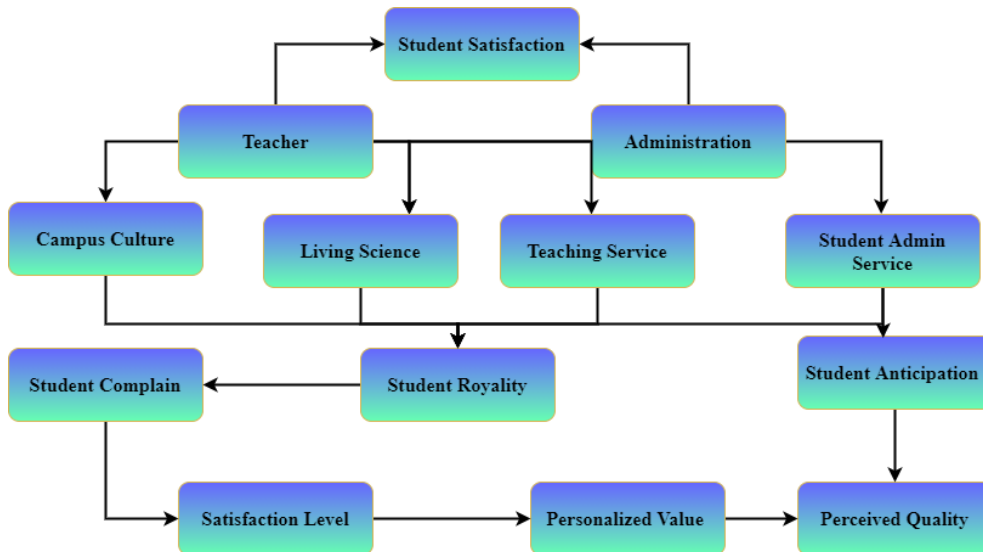 Student Satisfaction
Teacher
Administration
Campus Culture
Living Science
Teaching Service
Student Admin
Service
Student Complain
Student Royality
Student Anticipation
Satisfaction Level
Personalized Value
Perceived Quality